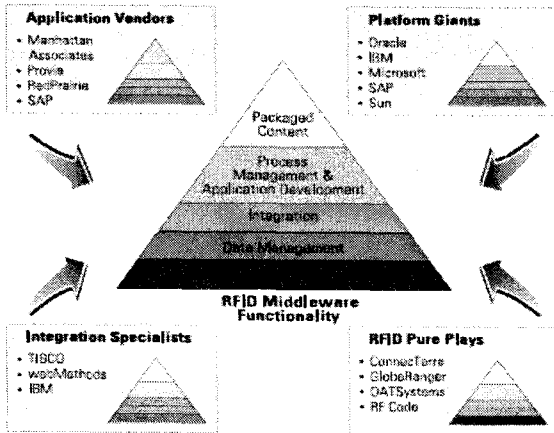 Application Vendors
• Manhattan
Associates
• Provia
• RedPrairie
• SAP
Platform Giants
• Oracle
• IBM
• Microsoft
• SAP
• Sun
Packaged
Content
Process
Management &
Application Development
Integration
Data Management
RFID Middleware
Functionality
Integration Specialists
• TIBCO
• webMethods
• IBM
RFID Pure Plays
• ConnecTerra
• GlobeRanger
• OATSystems
• RF Code